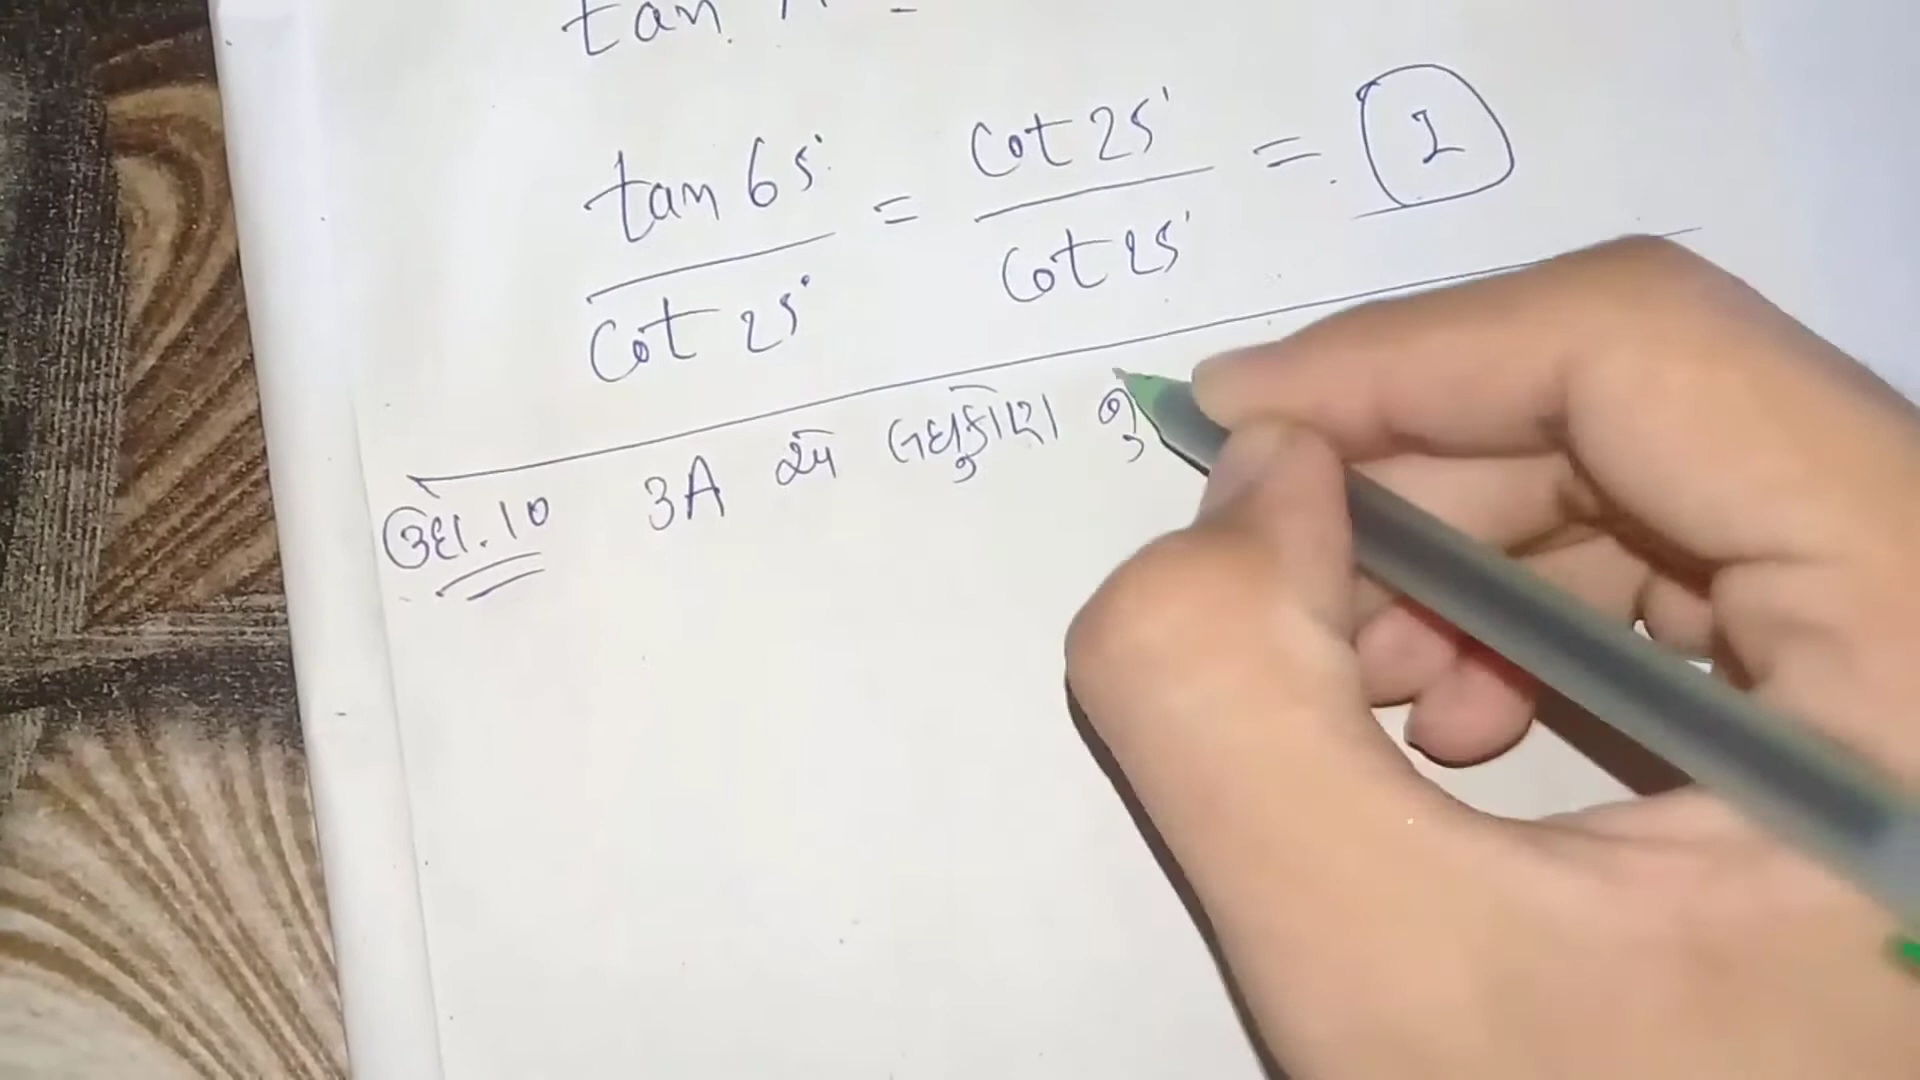 tan A =
tan 65° = cot 25° = 1
cot 25° cot 25°
ઉદા. 10 3A એ લઘુકોણ